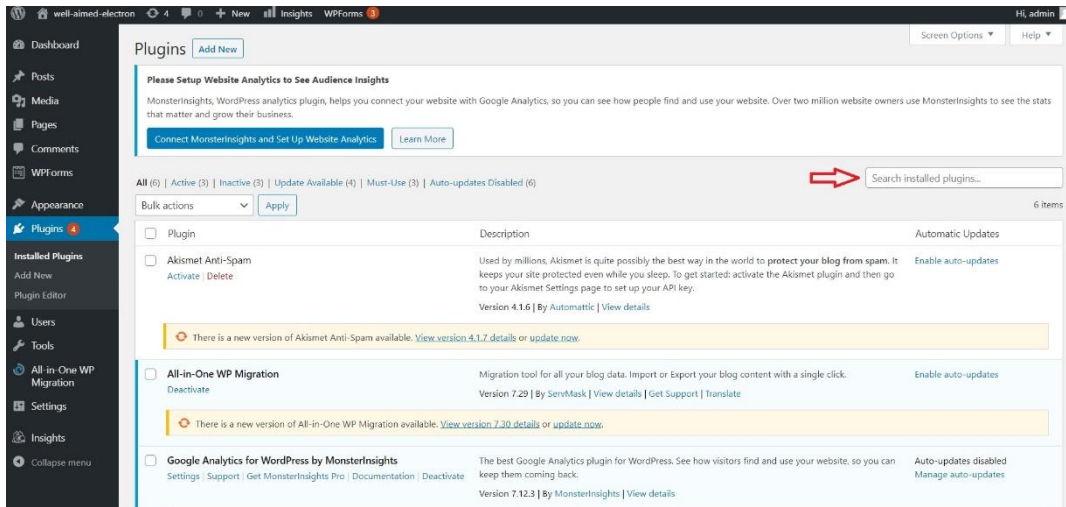 well-aimed-electron 4 0 + New Insights WPForms 3 Hi, admin
Screen Options ▼ Help ▼
Dashboard
Posts
Media
Pages
Comments
WPForms
Appearance
Plugins 4
Installed Plugins
Add New
Plugin Editor
Users
Tools
All-in-One WP
Migration
Settings
Insights
Collapse menu
Plugins Add New
Please Setup Website Analytics to See Audience Insights
MonsterInsights, WordPress analytics plugin, helps you connect your website with Google Analytics, so you can see how people find and use your website. Over two million website owners use MonsterInsights to see the stats
that matter and grow their business.
Connect MonsterInsights and Set Up Website Analytics Learn More
All (6) | Active (3) | Inactive (3) | Update Available (4) | Must-Use (3) | Auto-updates Disabled (6)
Search installed plugins...
Bulk actions Apply 6 items
Plugin Description Automatic Updates
Akismet Anti-Spam
Activate | Delete
Used by millions, Akismet is quite possibly the best way in the world to protect your blog from spam. It
keeps your site protected even while you sleep. To get started: activate the Akismet plugin and then go
to your Akismet Settings page to set up your API key.
Version 4.1.6 | By Automattic | View details
Enable auto-updates
There is a new version of Akismet Anti-Spam available. View version 4.1.7 details or update now.
All-in-One WP Migration
Deactivate
Migration tool for all your blog data. Import or Export your blog content with a single click.
Version 7.29 | By ServMask | View details | Get Support | Translate
Enable auto-updates
There is a new version of All-in-One WP Migration available. View version 7.30 details or update now.
Google Analytics for WordPress by MonsterInsights
Settings | Support | Get MonsterInsights Pro | Documentation | Deactivate
The best Google Analytics plugin for WordPress. See how visitors find and use your website, so you can
keep them coming back.
Version 7.12.3 | By MonsterInsights | View details
Auto-updates disabled
Manage auto-updates